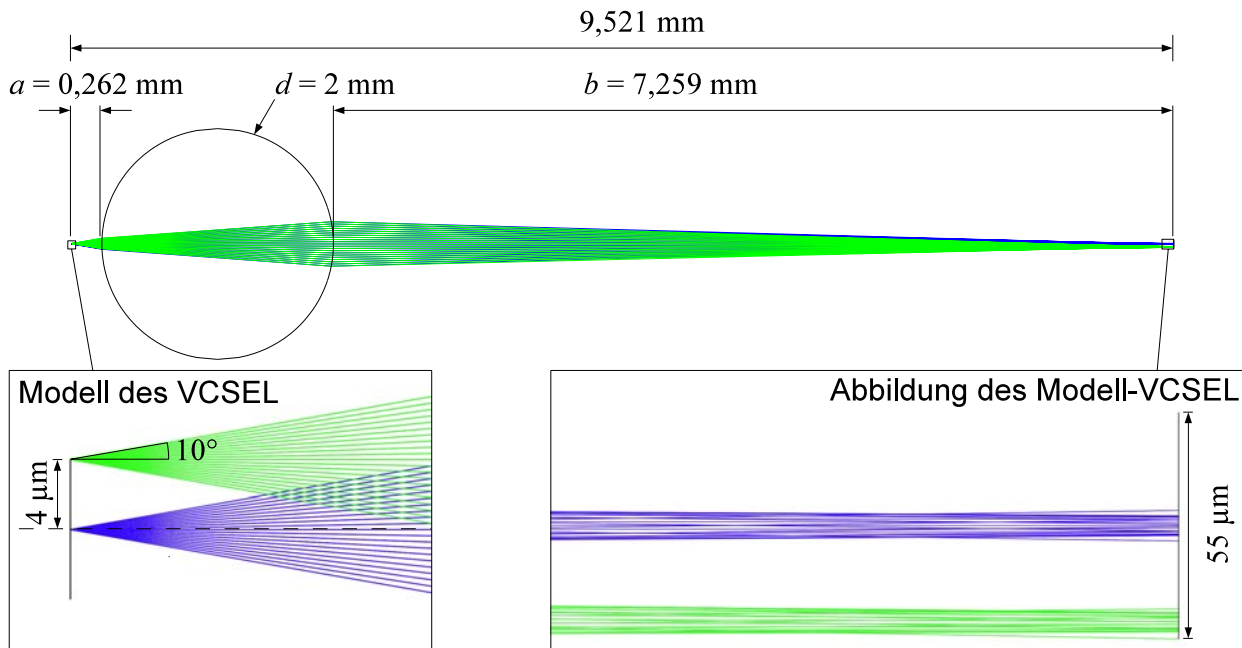 9,521 mm
a = 0,262 mm
d = 2 mm
b = 7,259 mm
Modell des VCSEL
10°
4 µm
Abbildung des Modell-VCSEL
55 µm